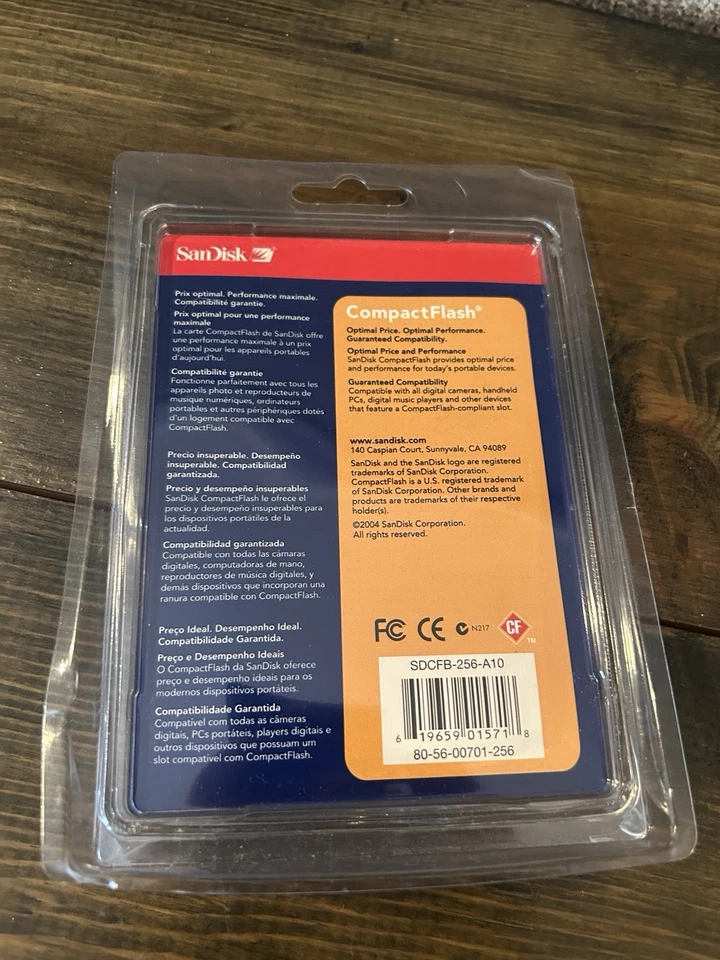 SanDisk
Prix optimal. Performance maximale.
Compatibilité garantie.
Prix optimal pour une performance
maximale
La carte CompactFlash de SanDisk offre
une performance maximale à un prix
optimal pour les appareils portables
d'aujourd'hui.
Compatibilité garantie
Fonctionne parfaitement avec tous les
appareils photo et reproducteurs de
musique numériques, ordinateurs
portables et autres périphériques dotés
d'un logement compatible avec
CompactFlash.
Precio insuperable. Desempeño
insuperable. Compatibilidad
garantizada.
Precio y desempeño insuperables
SanDisk CompactFlash le ofrece el
precio y desempeño insuperables para
los dispositivos portátiles de la
actualidad.
Compatibilidad garantizada
Compatible con todas las cámaras
digitales, computadoras de mano,
reproductores de música digitales, y
demás dispositivos que incorporan una
ranura compatible con CompactFlash.
Preço Ideal. Desempenho Ideal.
Compatibilidade Garantida.
Preço e Desempenho Ideais
O CompactFlash da SanDisk oferece
preço e desempenho ideais para os
modernos dispositivos portáteis.
Compatibilidade Garantida
Compatível com todas as câmeras
digitais, PCs portáteis, players digitais e
outros dispositivos que possuam um
slot compatível com CompactFlash.
CompactFlash®
Optimal Price. Optimal Performance.
Guaranteed Compatibility.
Optimal Price and Performance
SanDisk CompactFlash provides optimal price
and performance for today's portable devices.
Guaranteed Compatibility
Compatible with all digital cameras, handheld
PCs, digital music players and other devices
that feature a CompactFlash-compliant slot.
www.sandisk.com
140 Caspian Court, Sunnyvale, CA 94089
SanDisk and the SanDisk logo are registered
trademarks of SanDisk Corporation.
CompactFlash is a U.S. registered trademark
of SanDisk Corporation. Other brands and
products are trademarks of their respective
holder(s).
©2004 SanDisk Corporation.
All rights reserved.
FC CE N217 CF TM
SDCFB-256-A10
6 19659 01571 8
80-56-00701-256